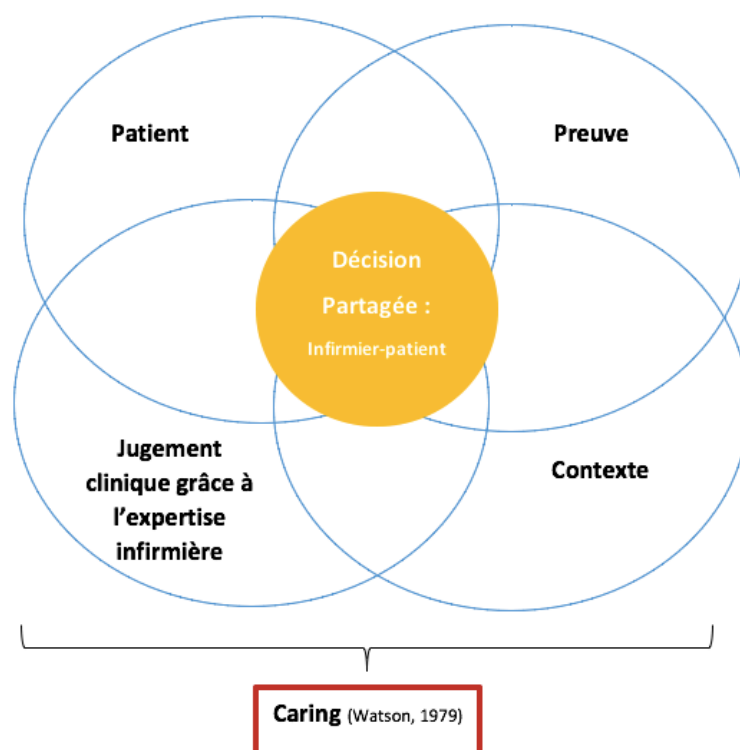 Patient
Preuve
Décision
Partagée :
Infirmier-patient
Jugement
clinique grâce à
l’expertise
infirmière
Contexte
Caring (Watson, 1979)